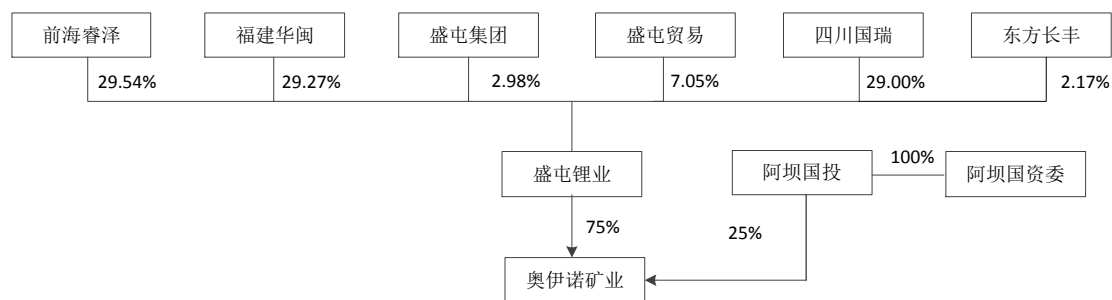 前海睿泽
福建华闽
盛屯集团
盛屯贸易
四川国瑞
东方长丰
29.54%
29.27%
2.98%
7.05%
29.00%
2.17%
盛屯锂业
阿坝国投
100%
阿坝国资委
75%
25%
奥伊诺矿业